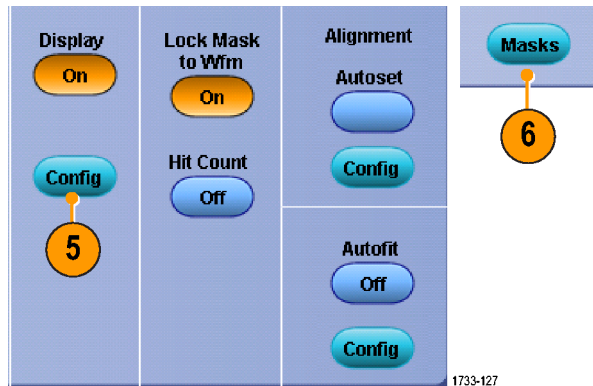 Display
On
Config
5
Lock Mask
to Wfm
On
Hit Count
Off
Alignment
Autoset
Config
Autofit
Off
Config
Masks
6
1733-127